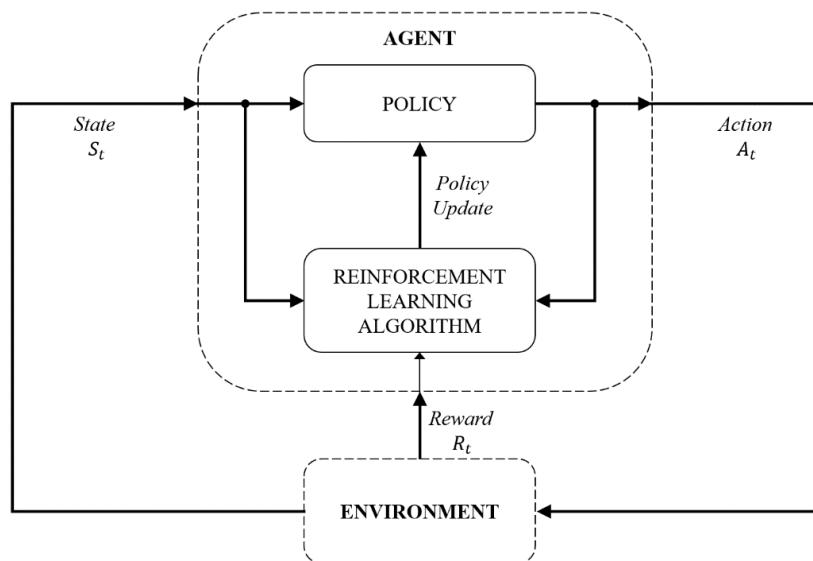 AGENT
POLICY
State
S_t
Action
A_t
Policy
Update
REINFORCEMENT
LEARNING
ALGORITHM
Reward
R_t
ENVIRONMENT